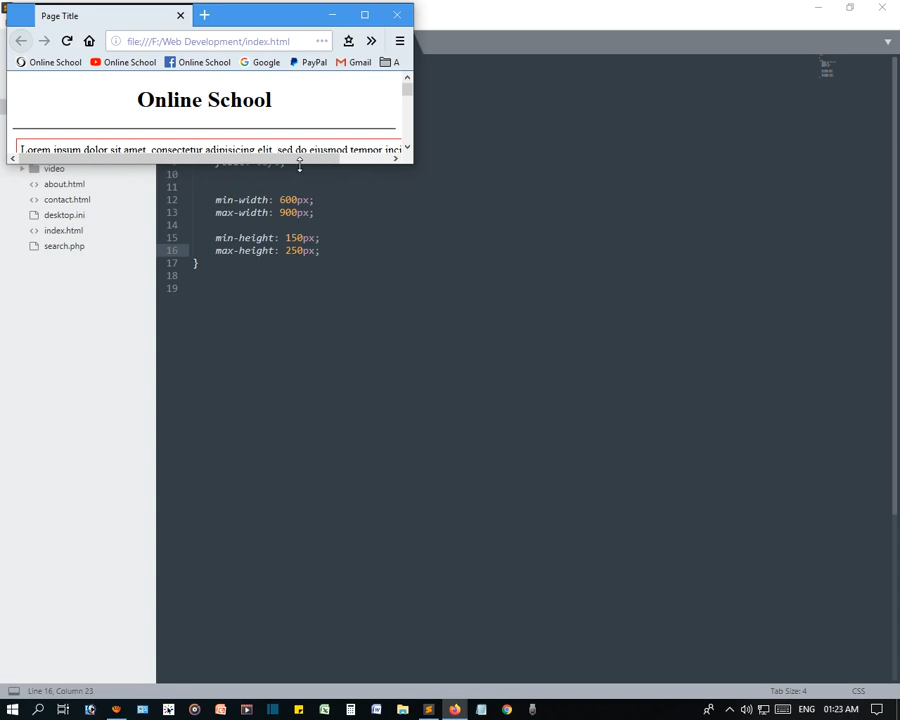 Page Title
file:///F:/Web Development/index.html
Online School
Online School
Online School
Google
PayPal
Gmail
A
Online School
Lorem ipsum dolor sit amet, consectetur adipisicing elit, sed do eiusmod tempor inci
video
10
about.html
11
contact.html
12 min-width: 600px;
desktop.ini
13 max-width: 900px;
14
index.html
15 min-height: 150px;
search.php
16 max-height: 250px;
17 }
18
19
Line 16, Column 23
Tab Size: 4
CSS
ENG
01:23 AM